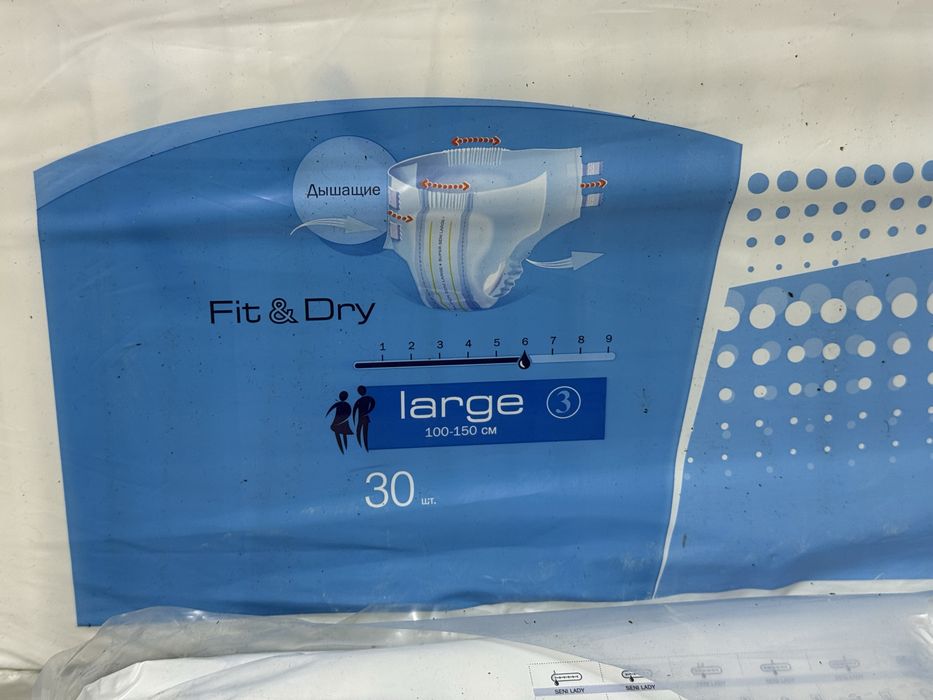 Дышащие
Fit & Dry
1 2 3 4 5 6 7 8 9
large 3
100-150 см
30 шт.
SENI LADY SENI LADY